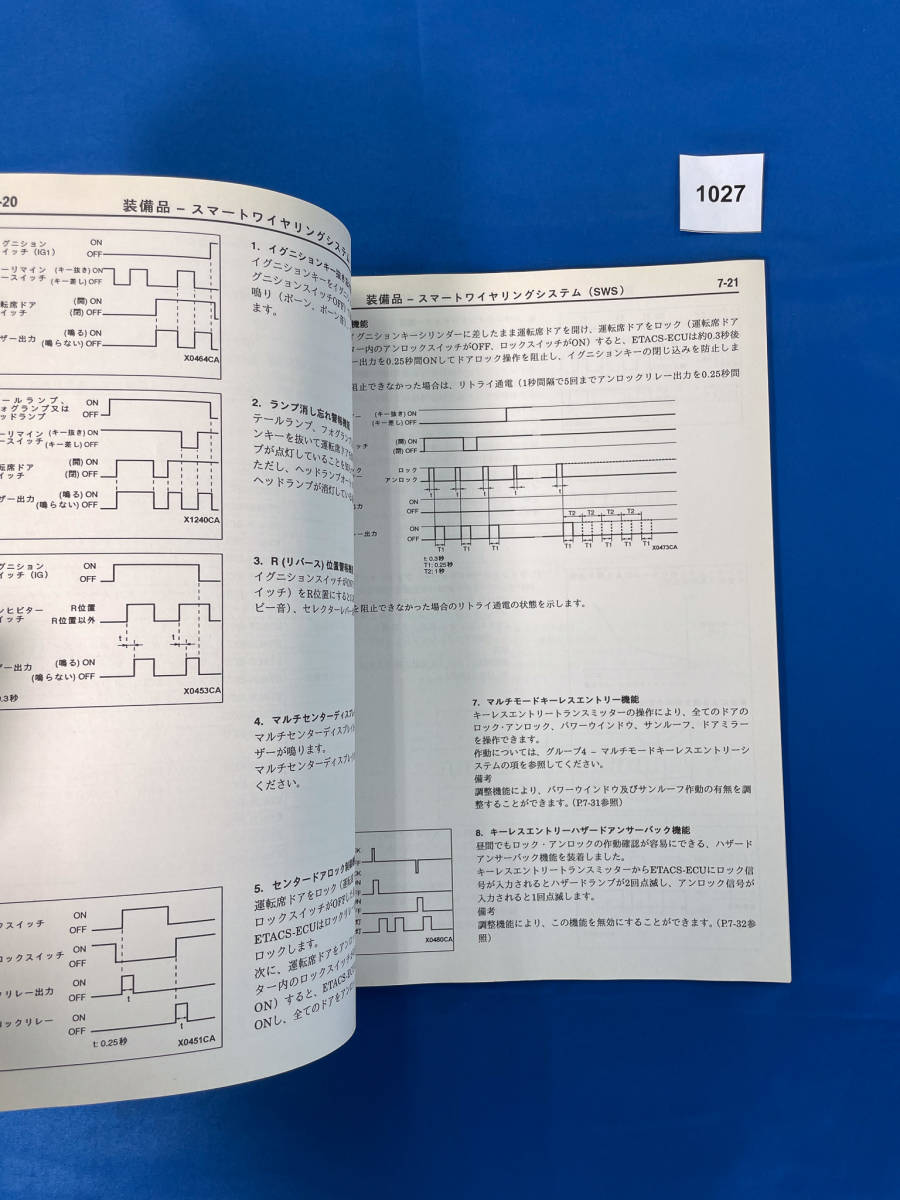 1027
-20
装備品 – スマートワイヤリングシステム
グニション
イッチ (IG1)
ON
OFF
ーリマイン (キー抜き) ON
ースイッチ (キー差し) OFF
転席ドア (開) ON
イッチ (閉) OFF
ザー出力 (鳴る) ON
(鳴らない) OFF
X0464CA
1. イグニションキー抜き
イグニションキーをイグニ
グニションスイッチOFF)
鳴り (ポーン、ポーン
ます。
ールランプ、
ォグランプ又は
ッドランプ
ON
OFF
ーリマイン (キー抜き) ON
ースイッチ (キー差し) OFF
転席ドア (開) ON
イッチ (閉) OFF
ザー出力 (鳴る) ON
(鳴らない) OFF
X1240CA
2. ランプ消し忘れ警報機能
テールランプ、フォグランプ
ンキーを抜いて運転席ドアを
プが点灯していることを
ただし、ヘッドランプオート
ヘッドランプが消灯している
グニション
イッチ (IG)
ON
OFF
ンヒビター
イッチ
R位置
R位置以外
t
t
ザー出力 (鳴る) ON
(鳴らない) OFF
0.3秒
X0453CA
3. R (リバース) 位置警報
イグニションスイッチが
イッチ) をR位置にすると
ピー音)、セレクターレバー
4. マルチセンターディスプレイ
マルチセンターディスプレイ
ザーが鳴ります。
マルチセンターディスプレイ
ください。
クスイッチ ON
OFF
ロックスイッチ ON
OFF
クリレー出力 ON
OFF
t
ロックリレー ON
OFF
t
t: 0.25 秒
X0451CA
5. センタードアロック
運転席ドアをロック (運転
ロックスイッチがOFF
ETACS-ECUはロックリレー
ロックします。
次に、運転席ドアをアンロ
ター内のロックスイッチが
ON) すると、ETACS-
ONし、全てのドアをアンロ
装備品 – スマートワイヤリングシステム (SWS)
7-21
機能
イグニションキーシリンダーに差したまま運転席ドアを開け、運転席ドアをロック (運転席ドア
ター内のアンロックスイッチがOFF、ロックスイッチがON) すると、ETACS-ECUは約0.3秒後
ー出力を0.25秒間ONしてドアロック操作を阻止し、イグニションキーの閉じ込みを防止しま
阻止できなかった場合は、リトライ通電 (1秒間隔で5回までアンロックリレー出力を0.25秒間
(キー抜き) ON
(キー差し) OFF
(開) ON
(閉) OFF
ロック
アンロック
t t t t t
ON
OFF
T2 T2 T2 T2
ON
OFF
T1 T1 T1 T1 T1 T1 T1 T1
t: 0.3秒
T1: 0.25秒
T2: 1秒
X0473CA
を阻止できなかった場合のリトライ通電の状態を示します。
7. マルチモードキーレスエントリー機能
キーレスエントリートランスミッターの操作により、全てのドアの
ロック・アンロック、パワーウインドウ、サンルーフ、ドアミラー
を操作できます。
作動については、グループ4 – マルチモードキーレスエントリーシ
ステムの項を参照してください。
備考
調整機能により、パワーウインドウ及びサンルーフ作動の有無を調
整することができます。(P.7-31参照)
X0480CA
8. キーレスエントリーハザードアンサーバック機能
昼間でもロック・アンロックの作動確認が容易にできる、ハザード
アンサーバック機能を装着しました。
キーレスエントリートランスミッターからETACS-ECUにロック信
号が入力されるとハザードランプが2回点滅し、アンロック信号が
入力されると1回点滅します。
備考
調整機能により、この機能を無効にすることができます。(P.7-32参
照)